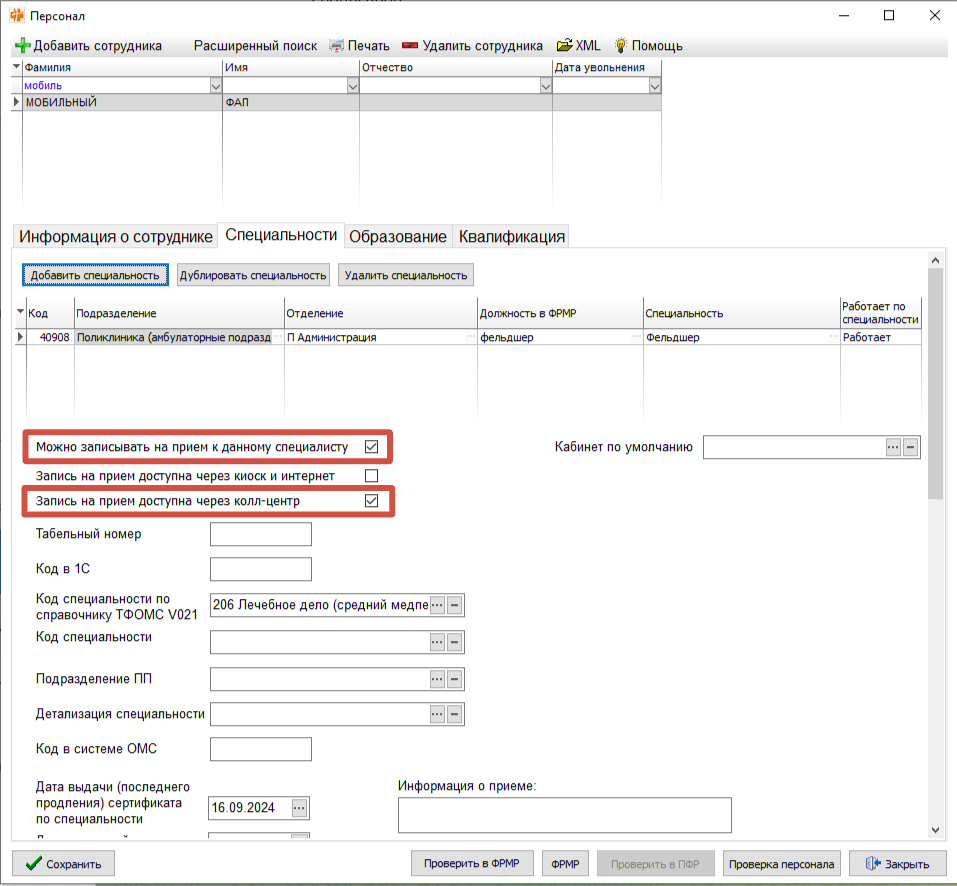 Персонал
Добавить сотрудника Расширенный поиск Печать Удалить сотрудника XML Помощь
Фамилия Имя Отчество Дата увольнения
мобиль
МОБИЛЬНЫЙ ФАП
Информация о сотруднике Специальности Образование Квалификация
Добавить специальность Дублировать специальность Удалить специальность
Код Подразделение Отделение Должность в ФРМР Специальность Работает по
специальности
40908 Поликлиника (амбулаторные подразд ... П Администрация ... фельдшер ... Фельдшер ... Работает
Можно записывать на прием к данному специалисту Кабинет по умолчанию ...
Запись на прием доступна через киоск и интернет
Запись на прием доступна через колл-центр
Табельный номер
Код в 1С
Код специальности по
справочнику ТФОМС V021 206 Лечебное дело (средний медпе ...
Код специальности ...
Подразделение ПП ...
Детализация специальности ...
Код в системе ОМС
Дата выдачи (последнего
продления) сертификата
по специальности 16.09.2024 ...
Информация о приеме:
Сохранить Проверить в ФРМР ФРМР Проверить в ПФР Проверка персонала Закрыть